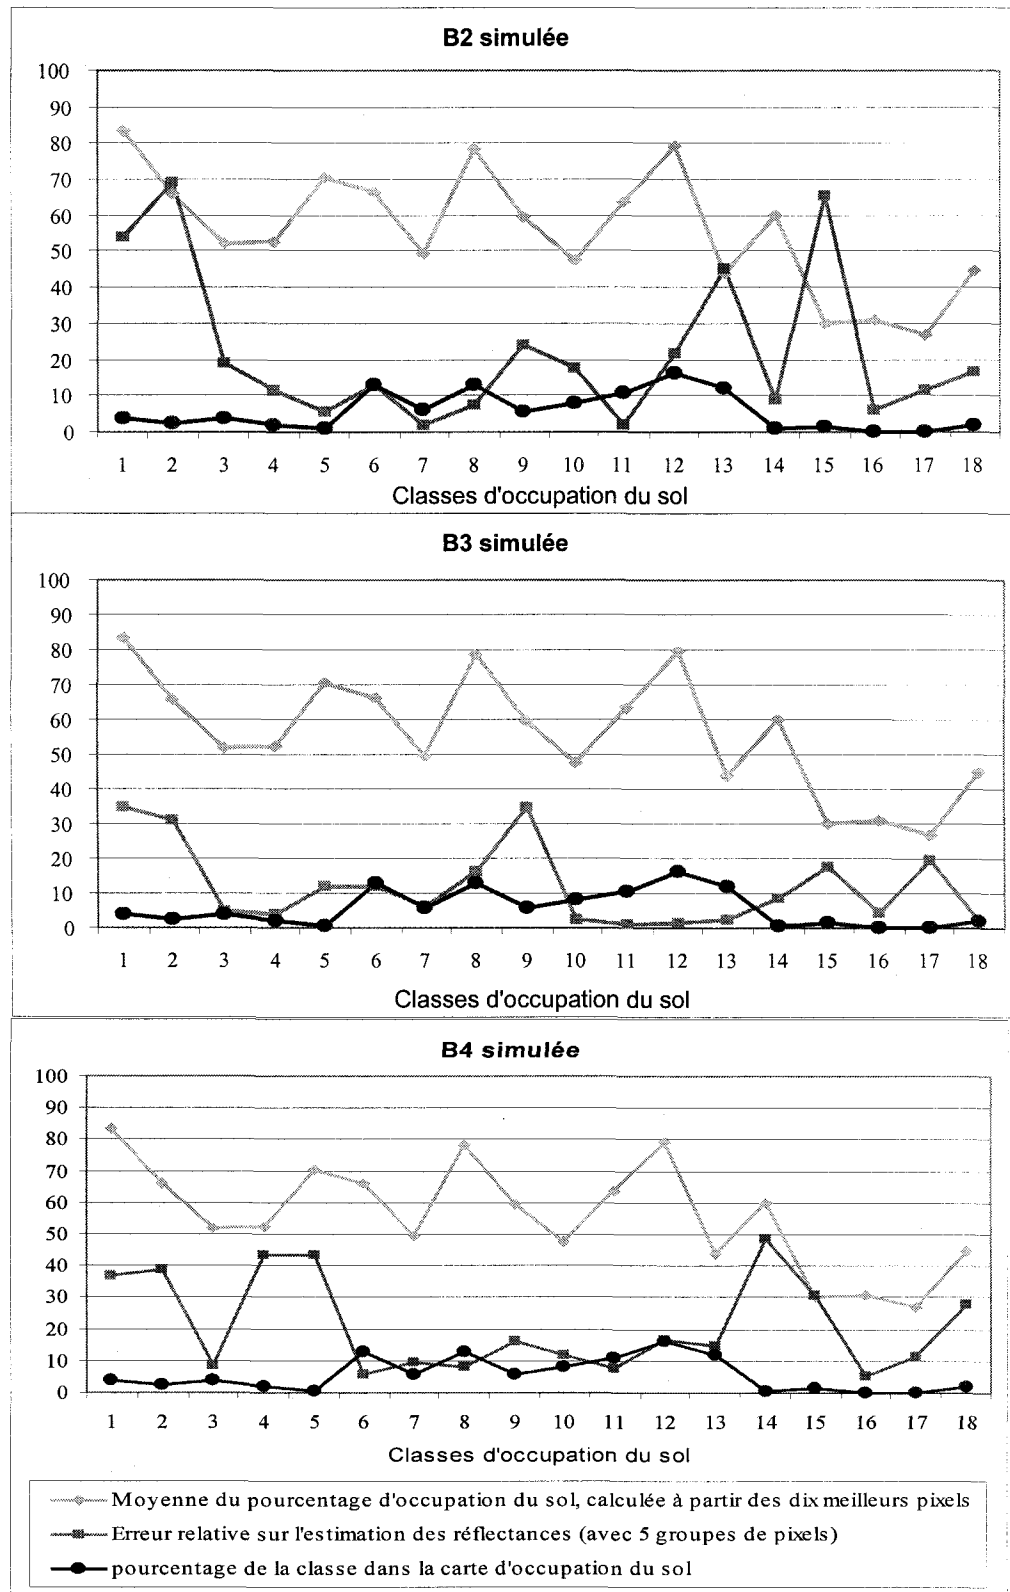 B2 simulée
100
90
80
70
60
50
40
30
20
10
0
1 2 3 4 5 6 7 8 9 10 11 12 13 14 15 16 17 18
Classes d'occupation du sol
B3 simulée
100
90
80
70
60
50
40
30
20
10
0
1 2 3 4 5 6 7 8 9 10 11 12 13 14 15 16 17 18
Classes d'occupation du sol
B4 simulée
100
90
80
70
60
50
40
30
20
10
0
1 2 3 4 5 6 7 8 9 10 11 12 13 14 15 16 17 18
Classes d'occupation du sol
Moyenne du pourcentage d'occupation du sol, calculée à partir des dix meilleurs pixels
Erreur relative sur l'estimation des réflectances (avec 5 groupes de pixels)
pourcentage de la classe dans la carte d'occupation du sol